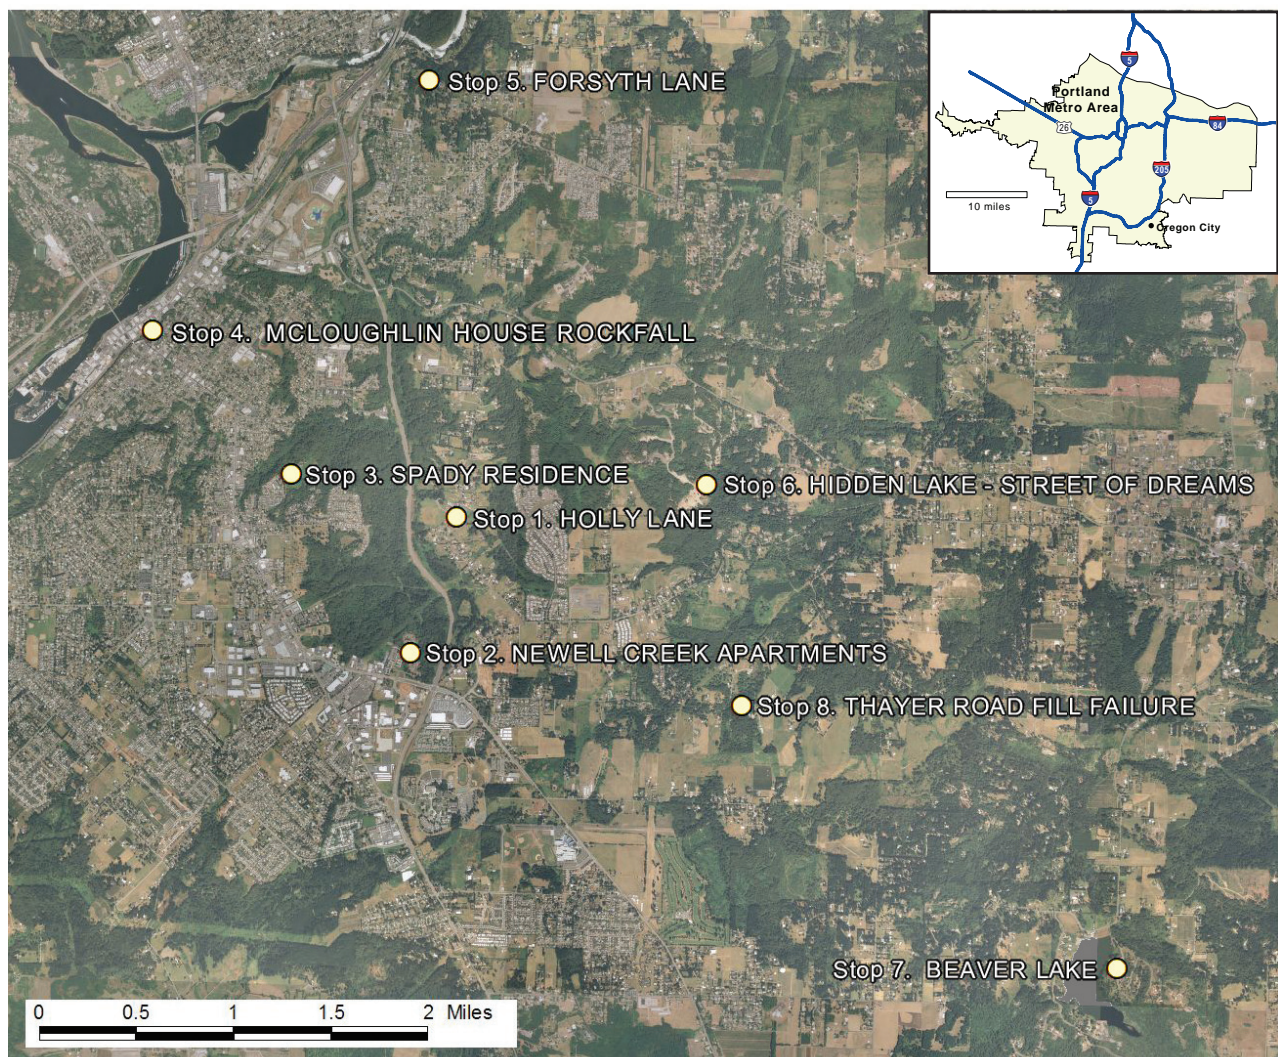 Stop 5. FORSYTH LANE
5
Portland
Metro Area
26
84
205
5
10 miles
Oregon City
Stop 4. MCLOUGHLIN HOUSE ROCKFALL
Stop 3. SPADY RESIDENCE
Stop 6. HIDDEN LAKE - STREET OF DREAMS
Stop 1. HOLLY LANE
Stop 2. NEWELL CREEK APARTMENTS
Stop 8. THAYER ROAD FILL FAILURE
Stop 7. BEAVER LAKE
0 0.5 1 1.5 2 Miles